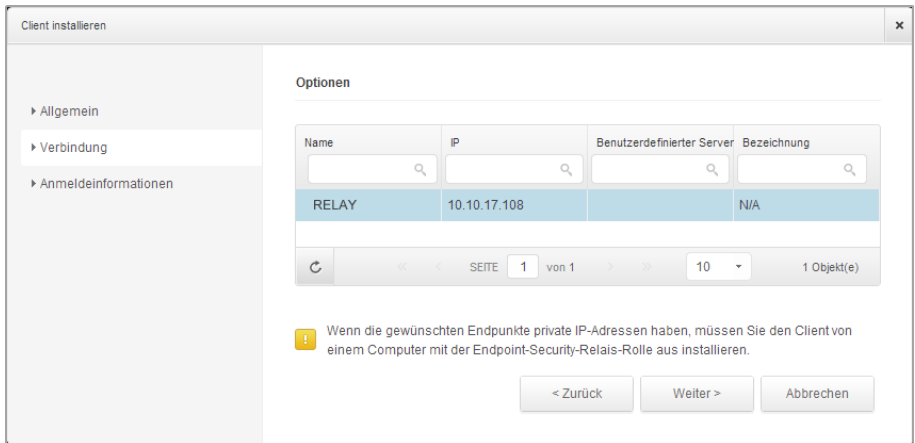 Client installieren
Allgemein
Verbindung
Anmeldeinformationen
Optionen
Name IP Benutzerdefinierter Server Bezeichnung
RELAY 10.10.17.108 N/A
SEITE 1 von 1 10 1 Objekt(e)
Wenn die gewünschten Endpunkte private IP-Adressen haben, müssen Sie den Client von
einem Computer mit der Endpoint-Security-Relais-Rolle aus installieren.
< Zurück Weiter > Abbrechen